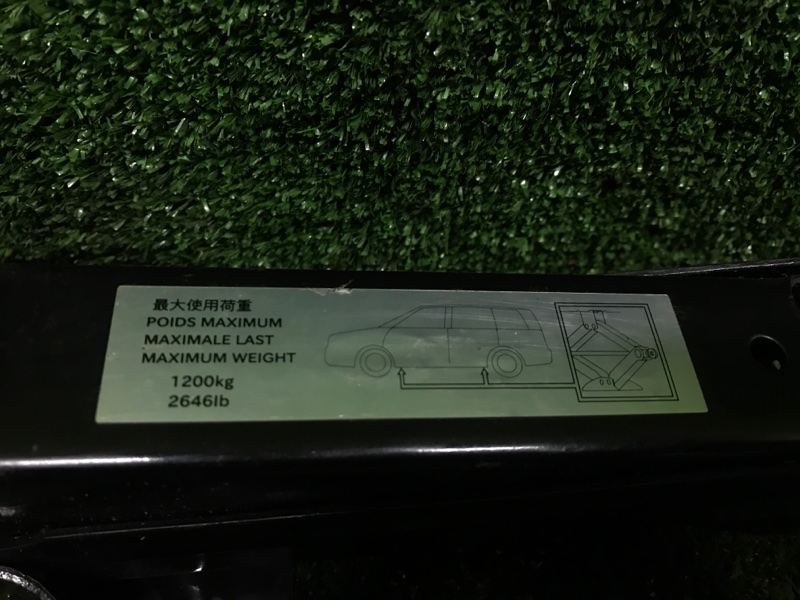 最大使用荷重
POIDS MAXIMUM
MAXIMALE LAST
MAXIMUM WEIGHT
1200kg
2646lb